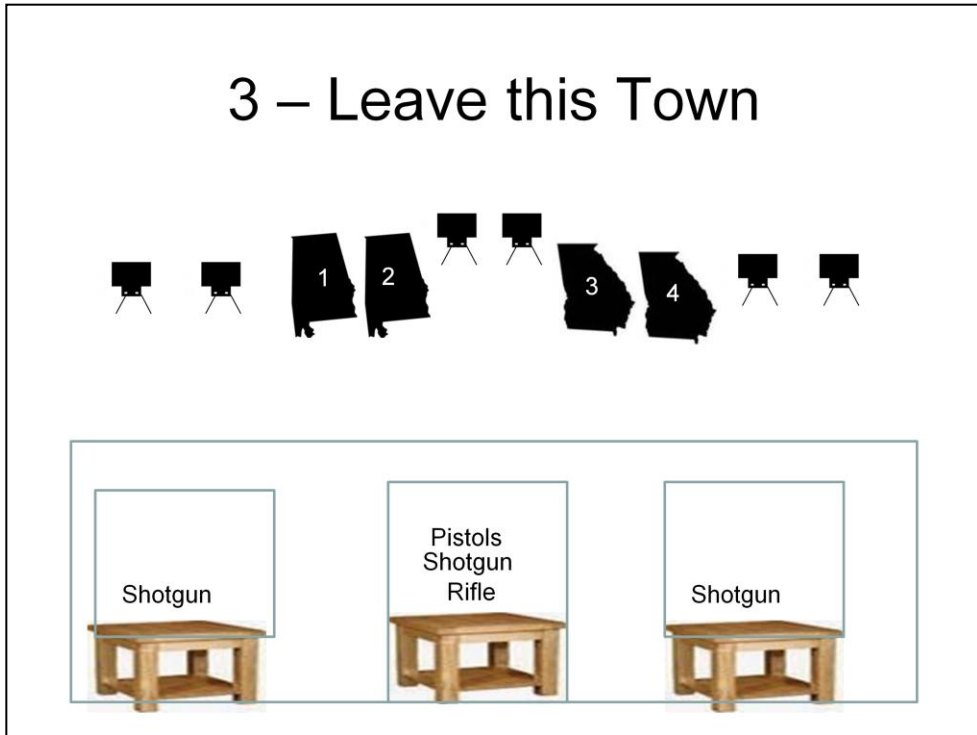 3 – Leave this Town
1
2
3
4
Pistols
Shotgun
Rifle
Shotgun
Shotgun